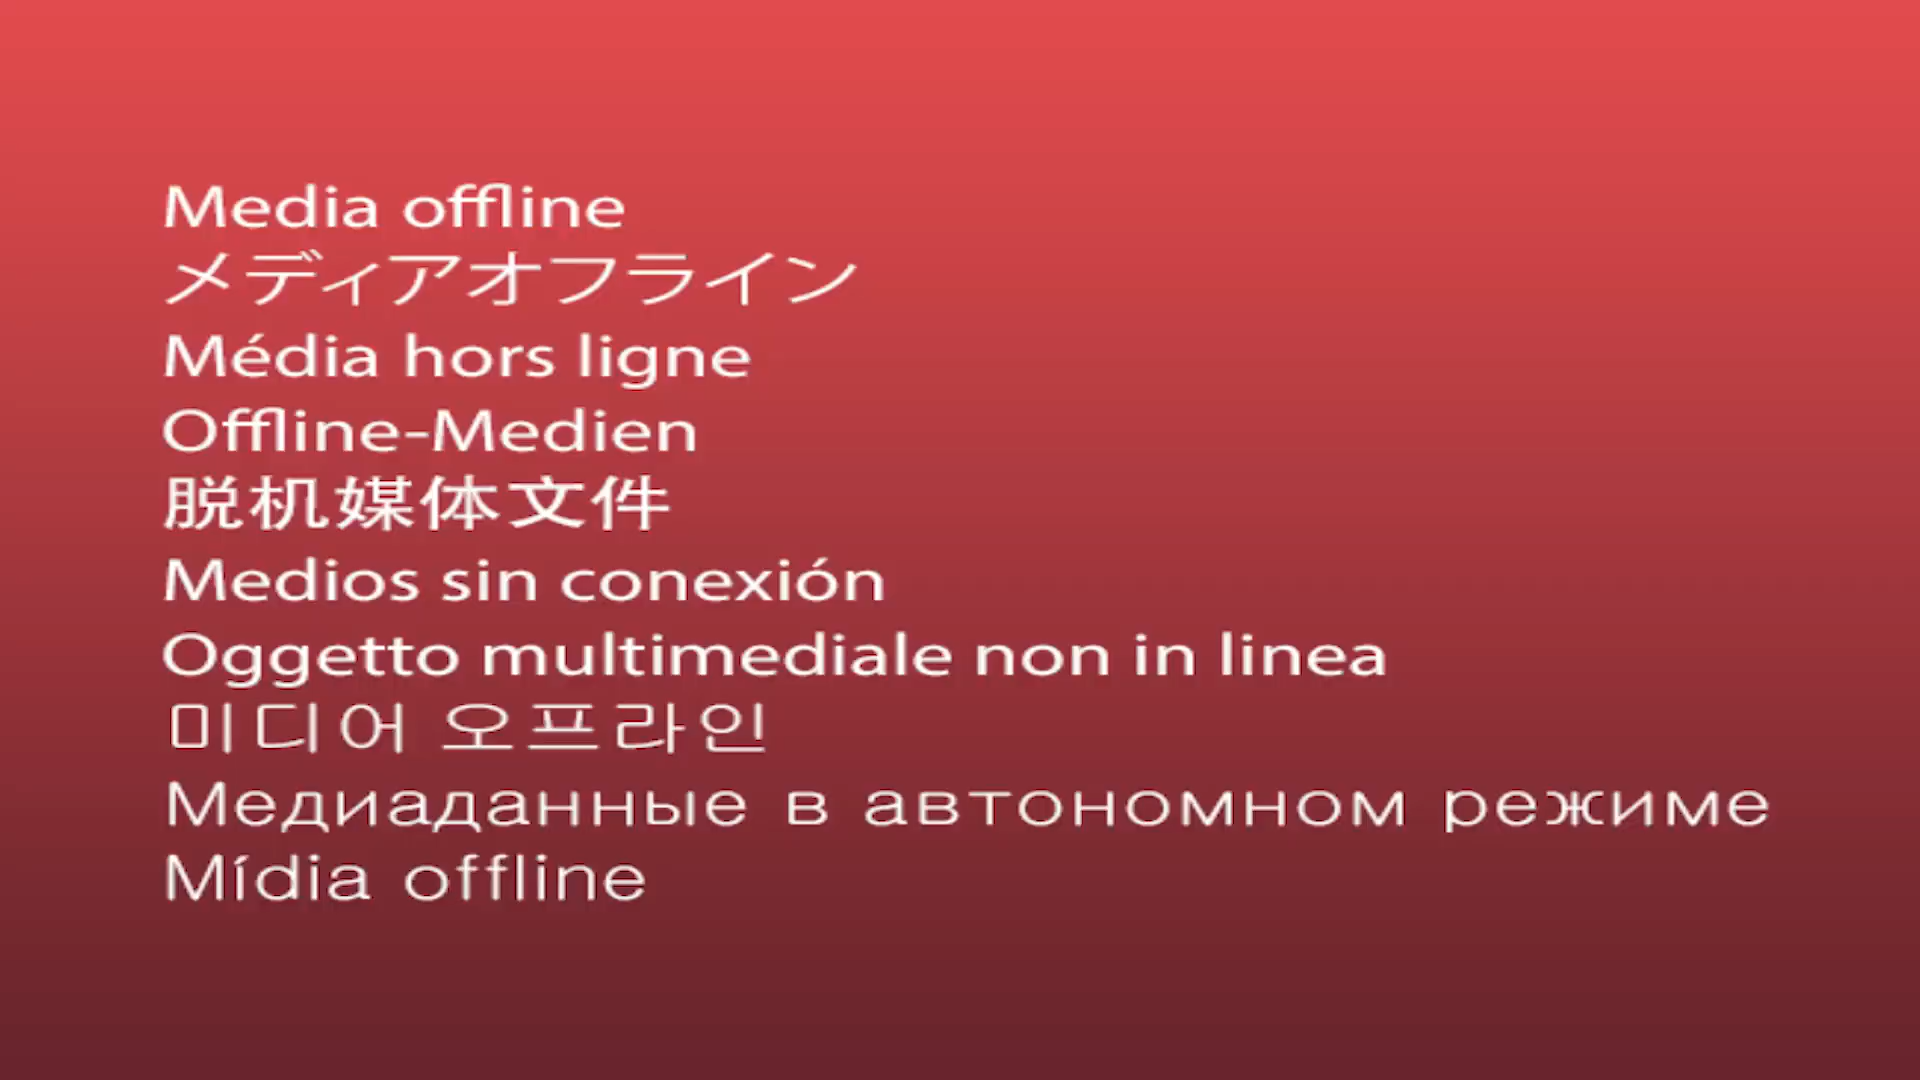 Media offline
メディアオフライン
Média hors ligne
Offline-Medien
脱机媒体文件
Medios sin conexión
Oggetto multimediale non in linea
미디어 오프라인
Медиаданные в автономном режиме
Mídia offline